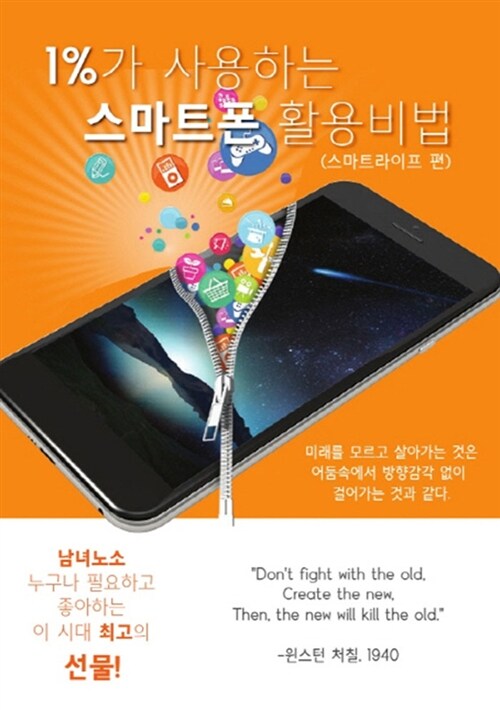 1%가 사용하는
스마트폰 활용비법
(스마트라이프 편)
미래를 모르고 살아가는 것은
어둠속에서 방향감각 없이
걸어가는 것과 같다.
남녀노소
누구나 필요하고
좋아하는
이 시대 최고의
선물!
"Don't fight with the old,
Create the new,
Then, the new will kill the old."
-윈스턴 처칠, 1940